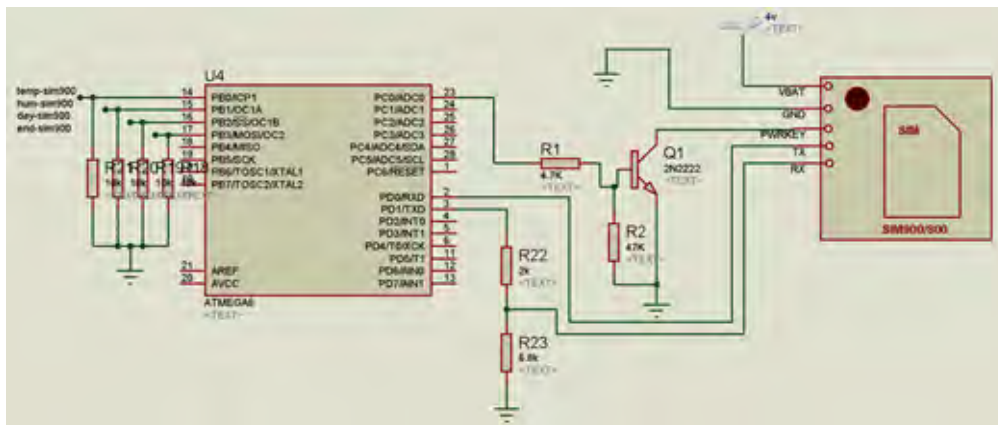 4v
<TEXT>
U4
temp-sim900
hum-sim900
day-sim900
end-sim900
14
15
16
17
18
PB0/ICP1
PB1/OC1A
PB2/SS/OC1B
PB3/MOSI/OC2
PB4/MISO
PB5/SCK
PB6/TOSC1/XTAL1
PB7/TOSC2/XTAL2
21
20
AREF
AVCC
PC0/ADC0
PC1/ADC1
PC2/ADC2
PC3/ADC3
PC4/ADC4/SDA
PC5/ADC5/SCL
PC6/RESET
23
24
25
26
27
28
1
PD0/RXD
PD1/TXD
PD2/INT0
PD3/INT1
PD4/T0/XCK
PD5/T1
PD6/AIN0
PD7/AIN1
2
3
4
5
6
11
12
13
ATMEGA8
<TEXT>
10k
R1
4.7K
<TEXT>
Q1
2N2222
<TEXT>
R2
47K
<TEXT>
R22
2k
<TEXT>
R23
<TEXT>
VBAT
GND
PWRKEY
TX
RX
SIM
SIM900/800